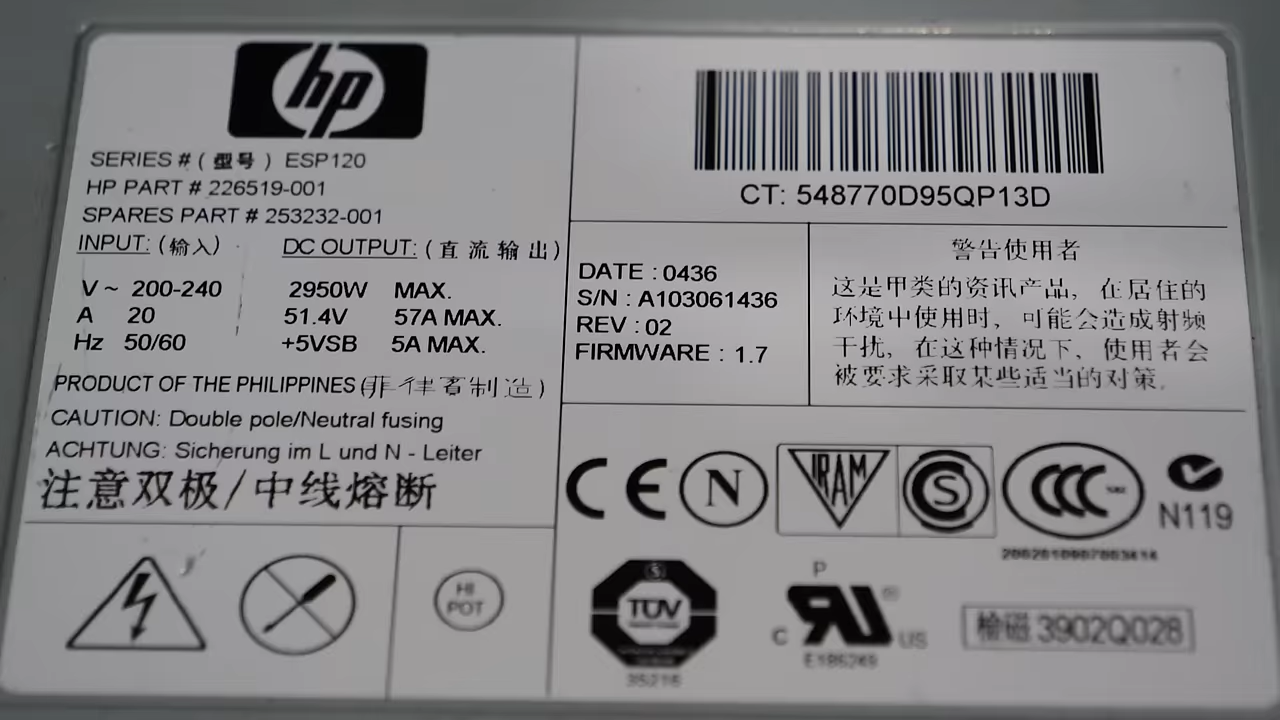 hp
SERIES # (型号) ESP120
HP PART # 226519-001
SPARES PART # 253232-001
INPUT: (输入) DC OUTPUT: (直流输出)
V ~ 200-240 2950W MAX.
A 20 51.4V 57A MAX.
Hz 50/60 +5VSB 5A MAX.
PRODUCT OF THE PHILIPPINES (菲律賓制造)
CAUTION: Double pole/Neutral fusing
ACHTUNG: Sicherung im L und N - Leiter
注意双极/中线熔断
HI
POT
CT: 548770D95QP13D
DATE : 0436
S/N : A103061436
REV : 02
FIRMWARE : 1.7
警告使用者
这是甲类的资讯产品, 在居住的
环境中使用时, 可能会造成射频
干扰, 在这种情况下, 使用者会
被要求采取某些适当的对策.
CE N IRAM S CCC N119
S
TÜV
P
C RU US
E186249
檢磁 3902Q028